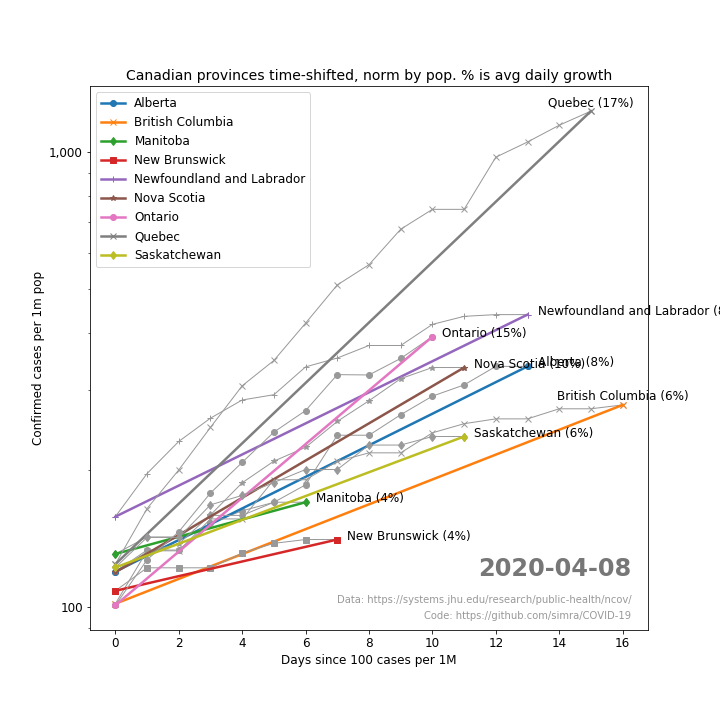 Canadian provinces time-shifted, norm by pop. % is avg daily growth
Alberta
British Columbia
Manitoba
New Brunswick
Newfoundland and Labrador
Nova Scotia
Ontario
Quebec
Saskatchewan
Quebec (17%)
Newfoundland and Labrador (8
Ontario (15%)
Nova Scotia (10%)
Alberta (8%)
British Columbia (6%)
Saskatchewan (6%)
Manitoba (4%)
New Brunswick (4%)
1,000
100
Confirmed cases per 1m pop
2020-04-08
Data: https://systems.jhu.edu/research/public-health/ncov/
Code: https://github.com/simra/COVID-19
0 2 4 6 8 10 12 14 16
Days since 100 cases per 1M